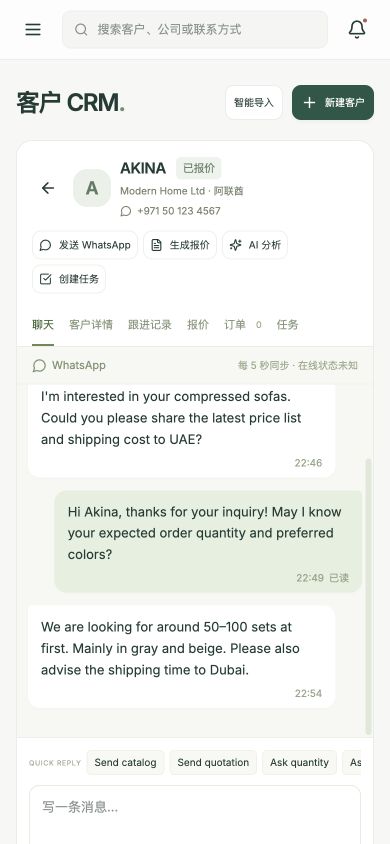 搜索客户、公司或联系方式
客户 CRM.
智能导入
新建客户
A
AKINA 已报价
Modern Home Ltd · 阿联酋
+971 50 123 4567
发送 WhatsApp 生成报价 AI 分析
创建任务
聊天 客户详情 跟进记录 报价 订单 0 任务
WhatsApp 每 5 秒同步 · 在线状态未知
I'm interested in your compressed sofas.
Could you please share the latest price list
and shipping cost to UAE?
22:46
Hi Akina, thanks for your inquiry! May I know
your expected order quantity and preferred
colors?
22:49 已读
We are looking for around 50–100 sets at
first. Mainly in gray and beige. Please also
advise the shipping time to Dubai.
22:54
QUICK REPLY Send catalog Send quotation Ask quantity As
写一条消息...